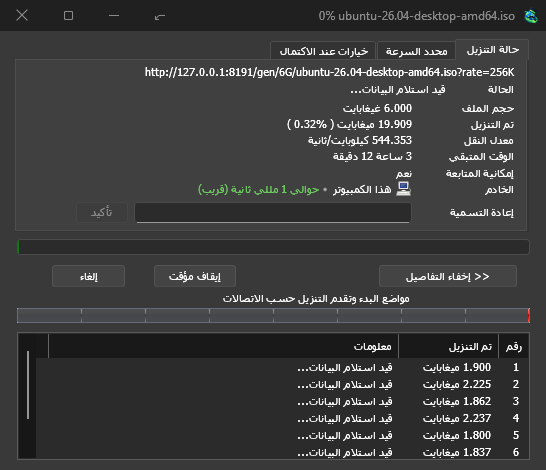 0% ubuntu-26.04-desktop-amd64.iso
حالة التنزيل
محدد السرعة
خيارات عند الاكتمال
http://127.0.0.1:8191/gen/6G/ubuntu-26.04-desktop-amd64.iso?rate=256K
الحالة قيد استلام البيانات...
حجم الملف 6.000 غيغابايت
تم التنزيل 19.909 ميغابايت ( 0.32% )
معدل النقل 544.353 كيلوبايت/ثانية
الوقت المتبقي 3 ساعة 12 دقيقة
إمكانية المتابعة نعم
الخادم هذا الكمبيوتر • حوالي 1 مللي ثانية (قريب)
إعادة التسمية تأكيد
إخفاء التفاصيل >>
إيقاف مؤقت
إلغاء
مواضع البدء وتقدم التنزيل حسب الاتصالات
رقم تم التنزيل معلومات
1 1.900 ميغابايت قيد استلام البيانات...
2 2.225 ميغابايت قيد استلام البيانات...
3 1.862 ميغابايت قيد استلام البيانات...
4 2.237 ميغابايت قيد استلام البيانات...
5 1.800 ميغابايت قيد استلام البيانات...
6 1.837 ميغابايت قيد استلام البيانات...